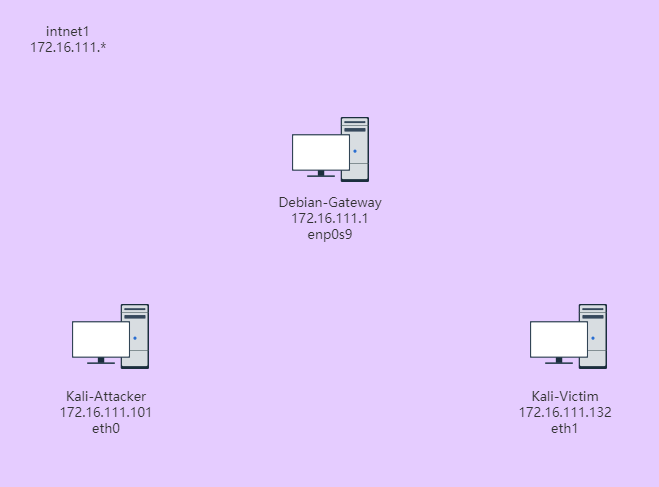 intnet1
172.16.111.*
Debian-Gateway
172.16.111.1
enp0s9
Kali-Attacker
172.16.111.101
eth0
Kali-Victim
172.16.111.132
eth1